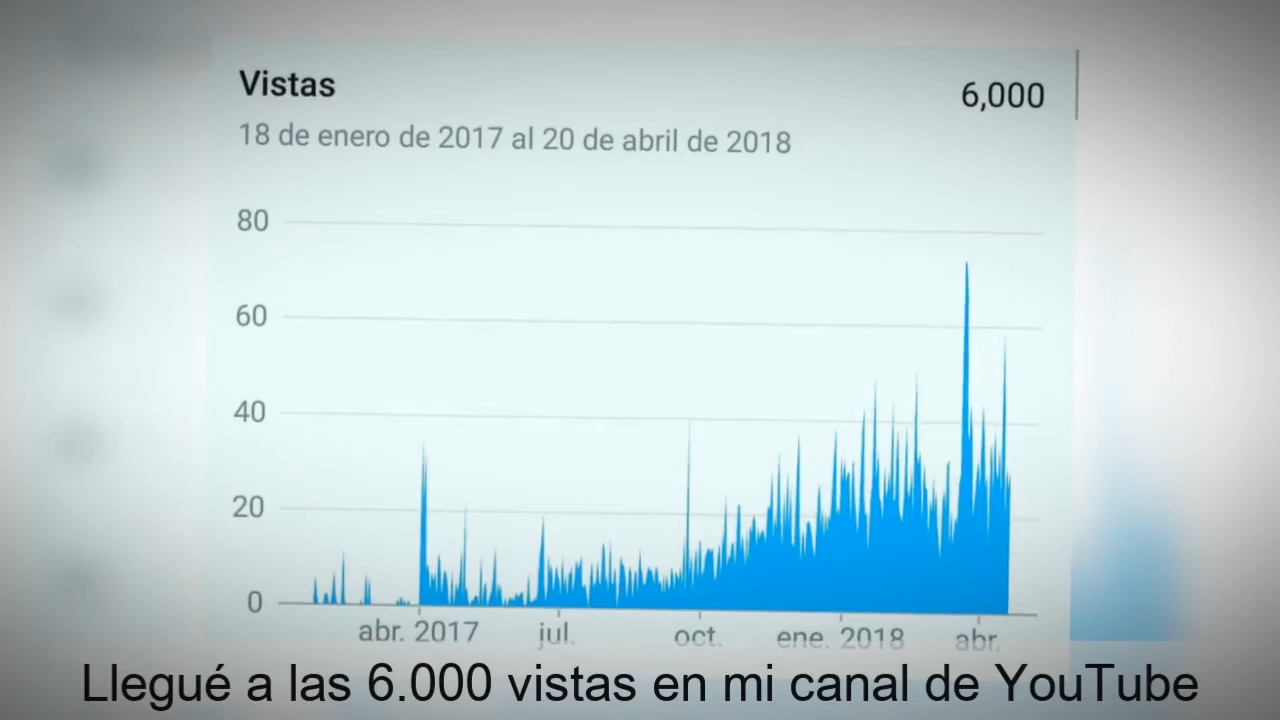 Vistas
6,000
18 de enero de 2017 al 20 de abril de 2018
80
60
40
20
0
abr. 2017 jul. oct. ene. 2018 abr.
Llegué a las 6.000 vistas en mi canal de YouTube